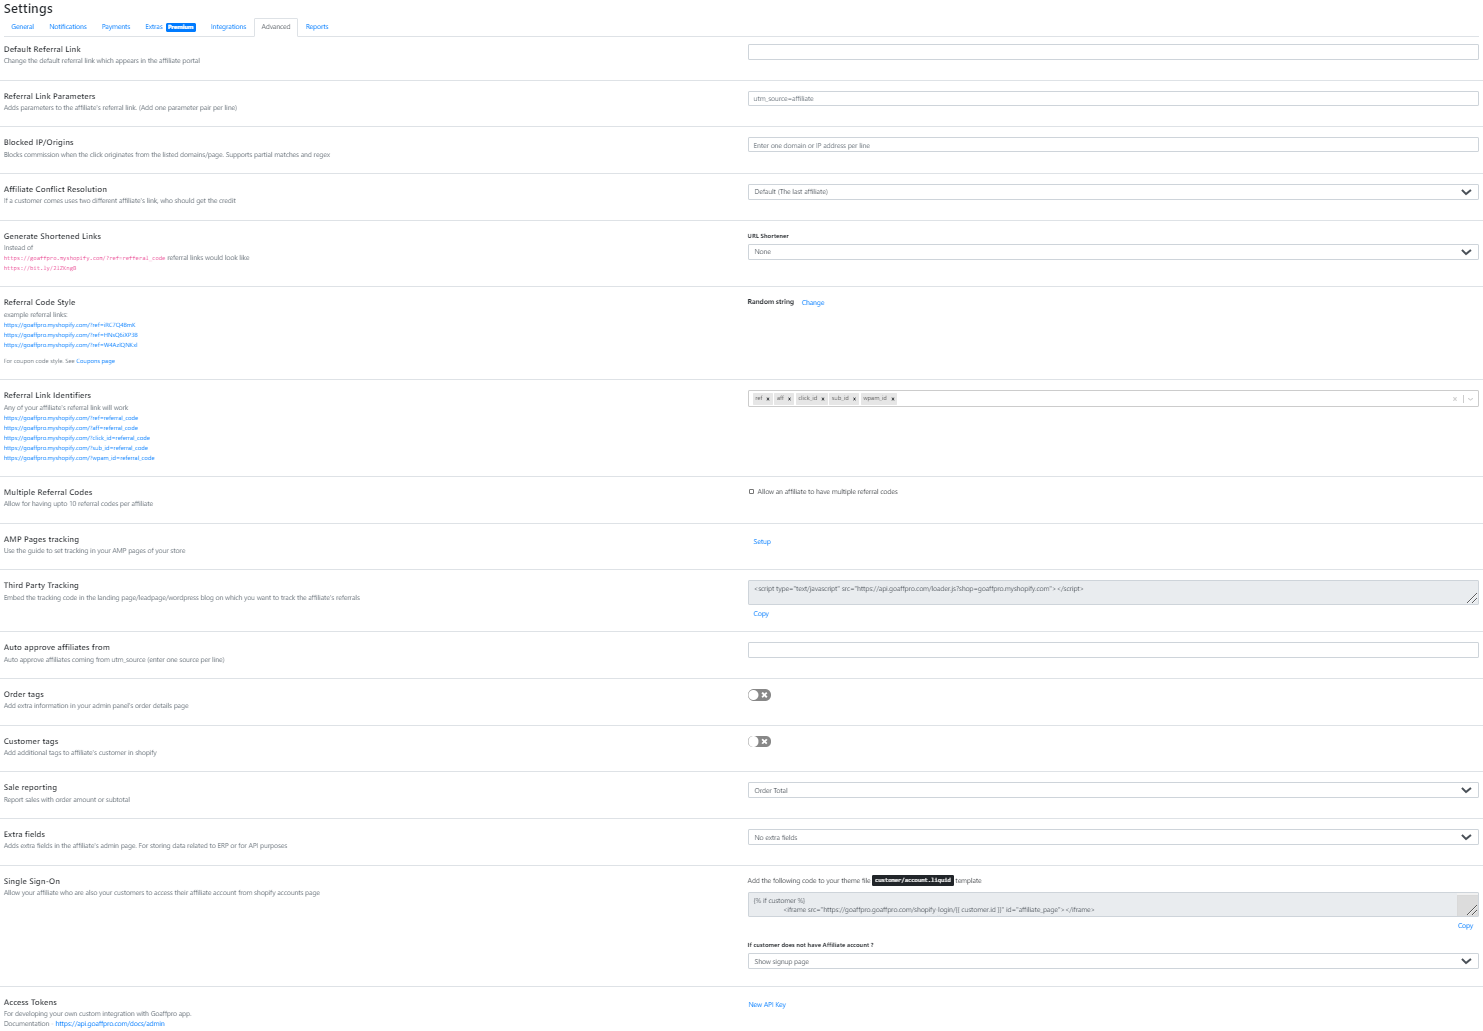 Settings
General Notifications Payments Extras Premium Integrations Advanced Reports
Default Referral Link
Change the default referral link which appears in the affiliate portal
Referral Link Parameters
Adds parameters to the affiliate's referral link. (Add one parameter pair per line)
utm_source=affiliate
Blocked IP/Origins
Blocks commission when the click originates from the listed domains/page. Supports partial matches and regex
Enter one domain or IP address per line
Affiliate Conflict Resolution
If a customer comes uses two different affiliate's link, who should get the credit
Default (The last affiliate)
Generate Shortened Links
Instead of
https://goaffpro.myshopify.com/?ref=refferal_code referral links would look like
URL Shortener
None
Referral Code Style
example referral links:
https://goaffpro.myshopify.com/?ref=
https://goaffpro.myshopify.com/?ref=
https://goaffpro.myshopify.com/?ref=
For coupon code style. See Coupons page
Random string Change
Referral Link Identifiers
Any of your affiliate's referral link will work
https://goaffpro.myshopify.com/?ref=referral_code
https://goaffpro.myshopify.com/?aff=referral_code
https://goaffpro.myshopify.com/?click_id=referral_code
https://goaffpro.myshopify.com/?sub_id=referral_code
https://goaffpro.myshopify.com/?wpam_id=referral_code
ref x aff x click_id x sub_id x wpam_id x
Multiple Referral Codes
Allow for having upto 10 referral codes per affiliate
Allow an affiliate to have multiple referral codes
AMP Pages tracking
Use the guide to set tracking in your AMP pages of your store
Setup
Third Party Tracking
Embed the tracking code in the landing page/leadpage/wordpress blog on which you want to track the affiliate's referrals
<script type="text/javascript" src="https://api.goaffpro.com/loader.js?shop=goaffpro.myshopify.com"></script>
Copy
Auto approve affiliates from
Auto approve affiliates coming from utm_source (enter one source per line)
Order tags
Add extra information in your admin panel's order details page
Customer tags
Add additional tags to affiliate's customer in shopify
Sale reporting
Report sales with order amount or subtotal
Order Total
Extra fields
Adds extra fields in the affiliate's admin page. For storing data related to ERP or for API purposes
No extra fields
Single Sign-On
Allow your affiliate who are also your customers to access their affiliate account from shopify accounts page
Add the following code to your theme file customer/account.liquid template
{% if customer %}
<iframe src="https://goaffpro.goaffpro.com/shopify-login/{{ customer.id }}" id="affiliate_page"></iframe>
Copy
If customer does not have Affiliate account ?
Show signup page
Access Tokens
For developing your own custom integration with Goaffpro app.
Documentation - https://api.goaffpro.com/docs/admin
New API Key